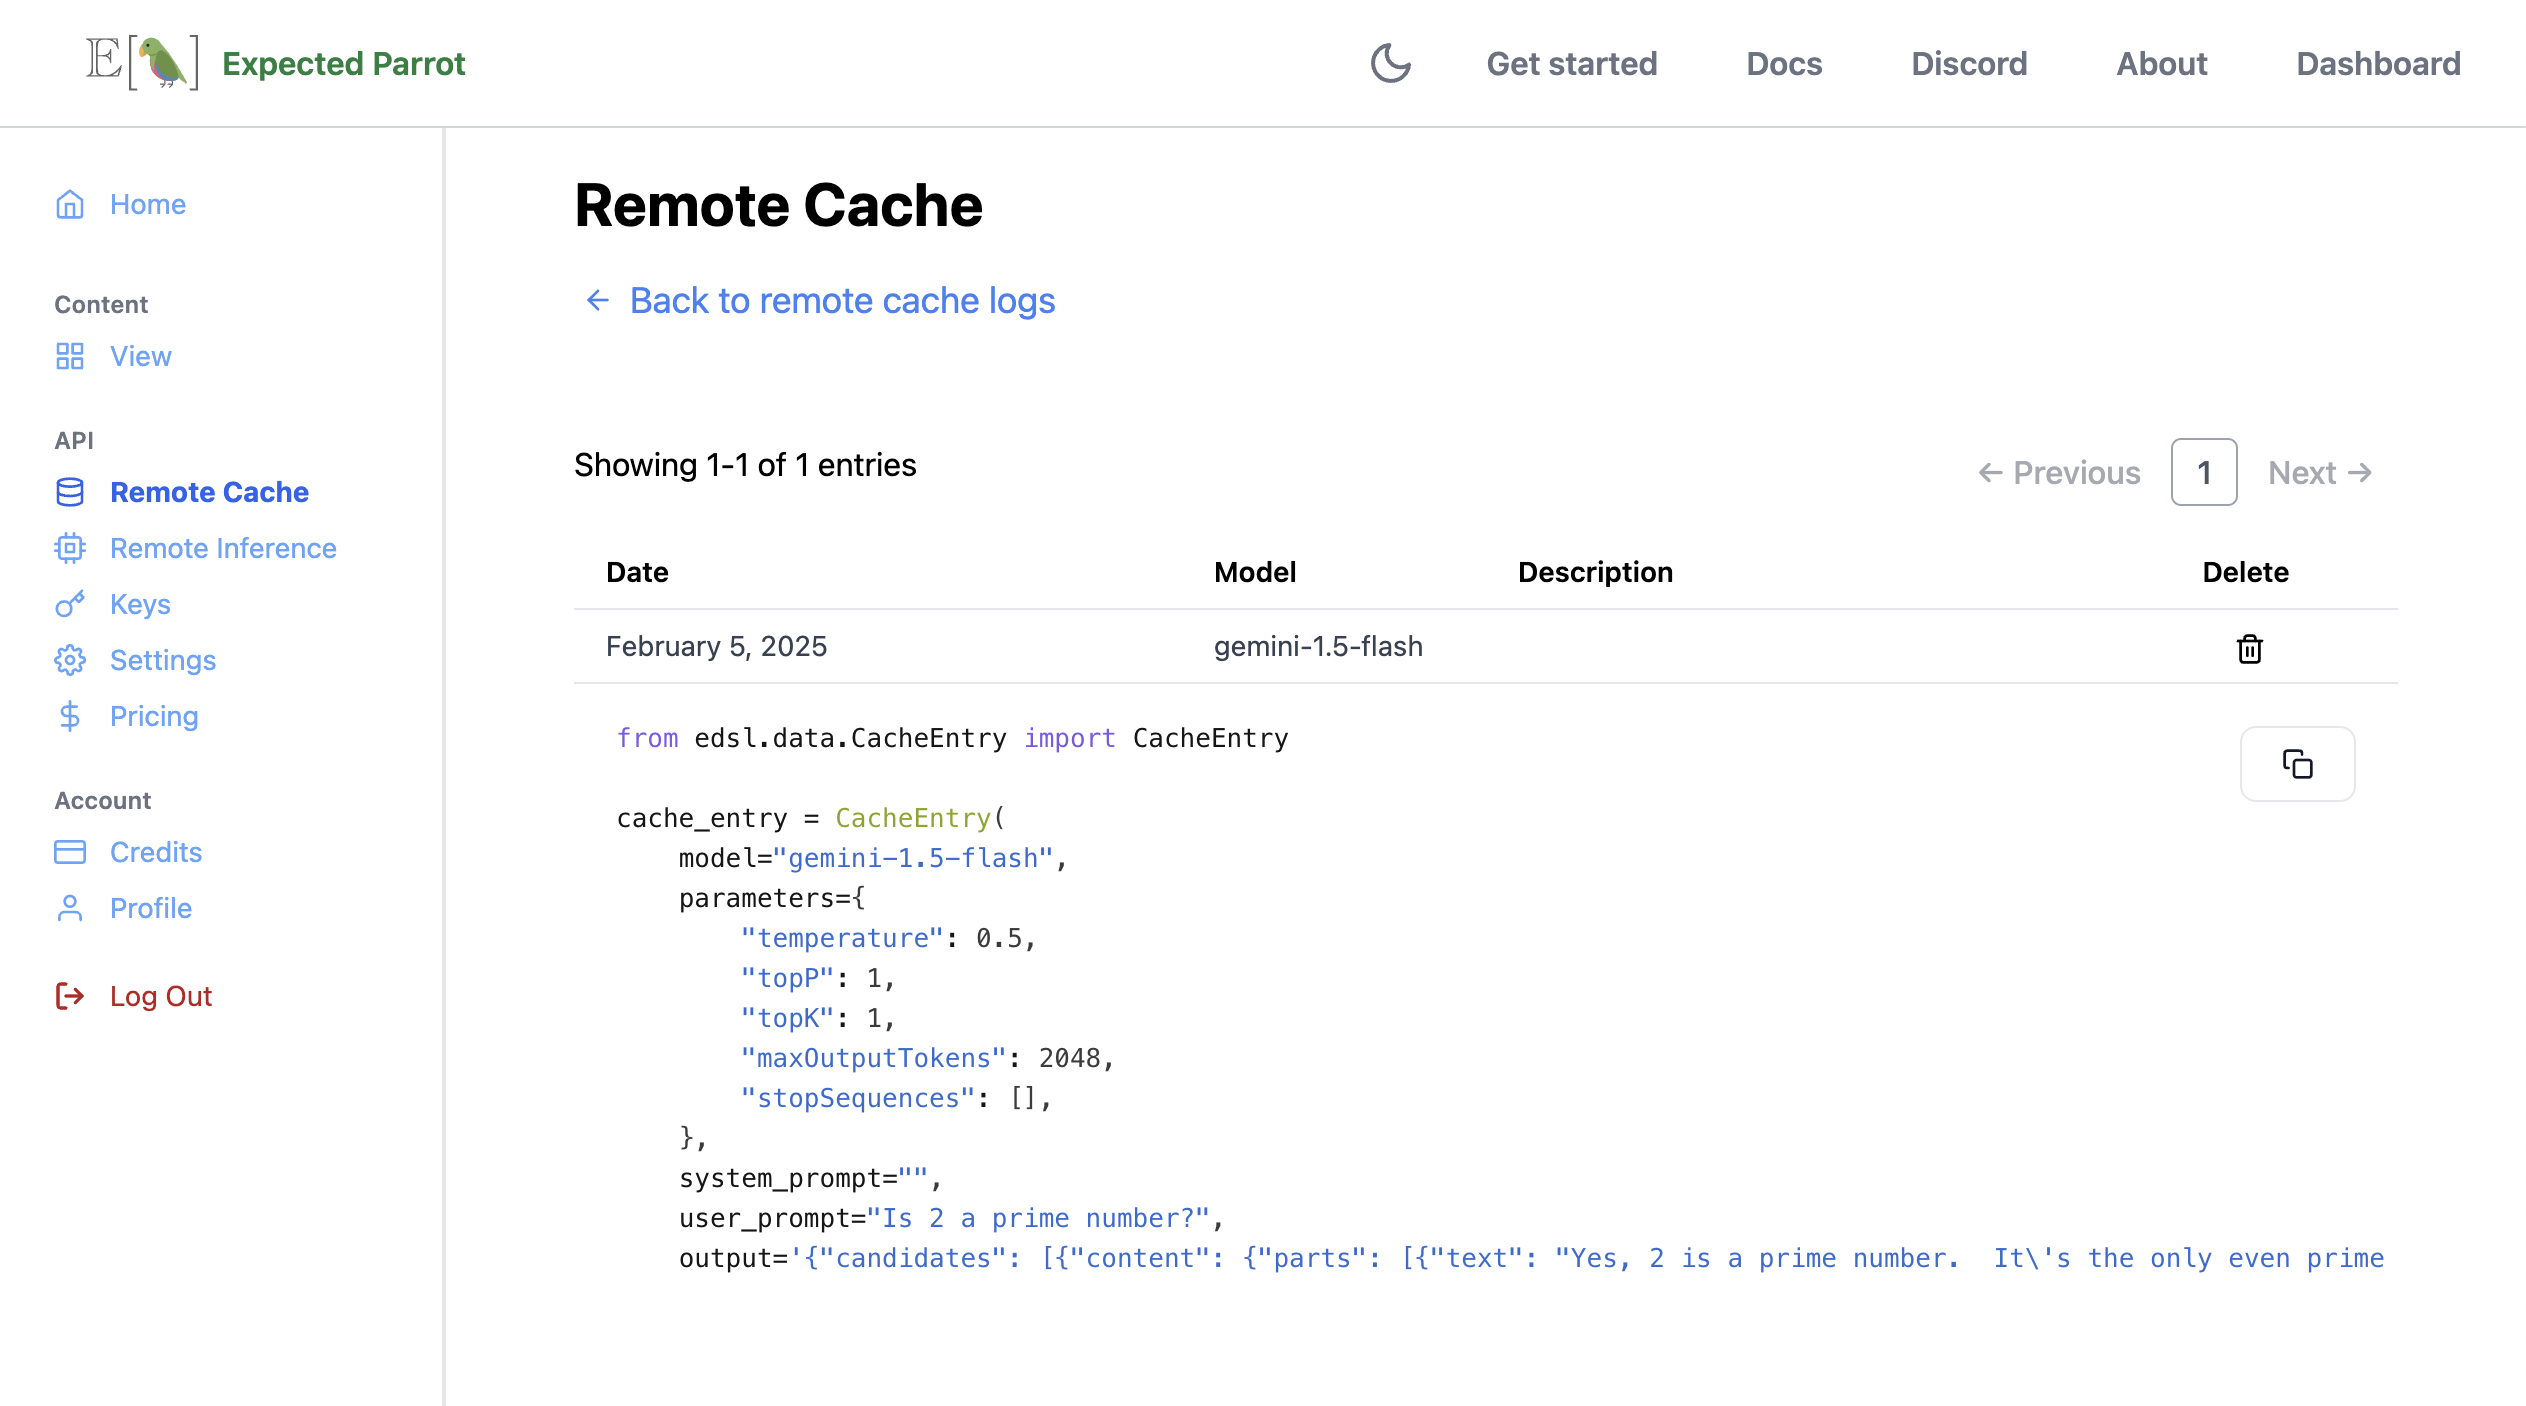 E[ ] Expected Parrot
Get started
Docs
Discord
About
Dashboard
Home
Content
View
API
Remote Cache
Remote Inference
Keys
Settings
Pricing
Account
Credits
Profile
Log Out
Remote Cache
← Back to remote cache logs
Showing 1-1 of 1 entries
← Previous 1 Next →
Date Model Description Delete
February 5, 2025 gemini-1.5-flash
from edsl.data.CacheEntry import CacheEntry
cache_entry = CacheEntry(
    model="gemini-1.5-flash",
    parameters={
        "temperature": 0.5,
        "topP": 1,
        "topK": 1,
        "maxOutputTokens": 2048,
        "stopSequences": [],
    },
    system_prompt="",
    user_prompt="Is 2 a prime number?",
    output='{"candidates": [{"content": {"parts": [{"text": "Yes, 2 is a prime number.  It\'s the only even prime